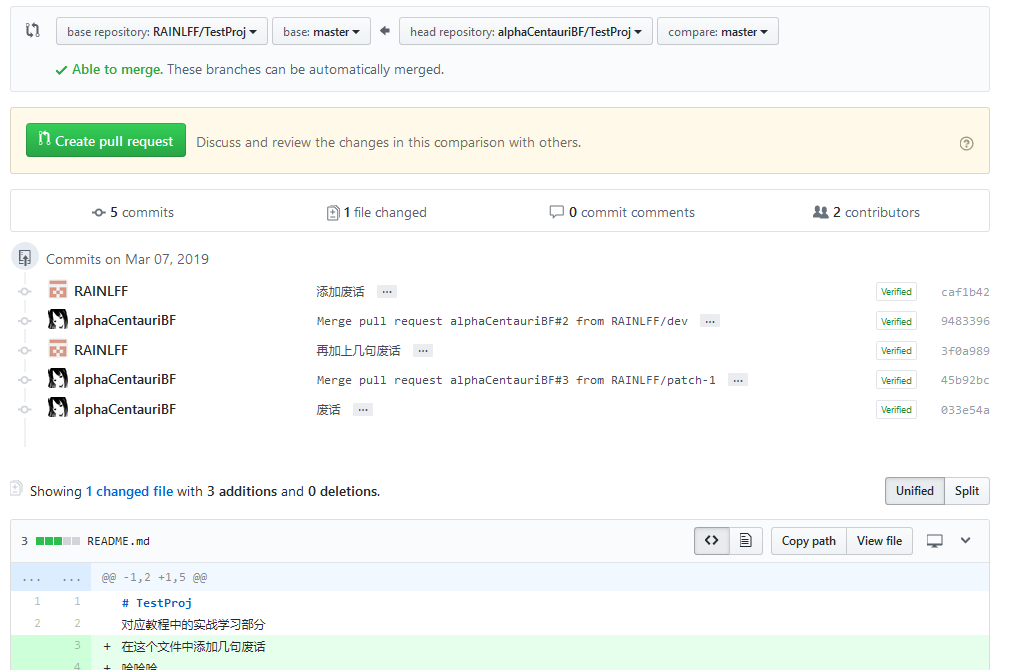 base repository: RAINLFF/TestProj base: master head repository: alphaCentauriBF/TestProj compare: master
Able to merge. These branches can be automatically merged.
Create pull request Discuss and review the changes in this comparison with others.
5 commits 1 file changed 0 commit comments 2 contributors
Commits on Mar 07, 2019
RAINLFF 添加废话 ... Verified caf1b42
alphaCentauriBF Merge pull request alphaCentauriBF#2 from RAINLFF/dev ... Verified 9483396
RAINLFF 再加上几句废话 ... Verified 3f0a989
alphaCentauriBF Merge pull request alphaCentauriBF#3 from RAINLFF/patch-1 ... Verified 45b92bc
alphaCentauriBF 废话 ... Verified 033e54a
Showing 1 changed file with 3 additions and 0 deletions. Unified Split
3 README.md <> Copy path View file
... ... @@ -1,2 +1,5 @@
1 1 # TestProj
2 2 对应教程中的实战学习部分
3 + 在这个文件中添加几句废话
4 + 哈哈哈